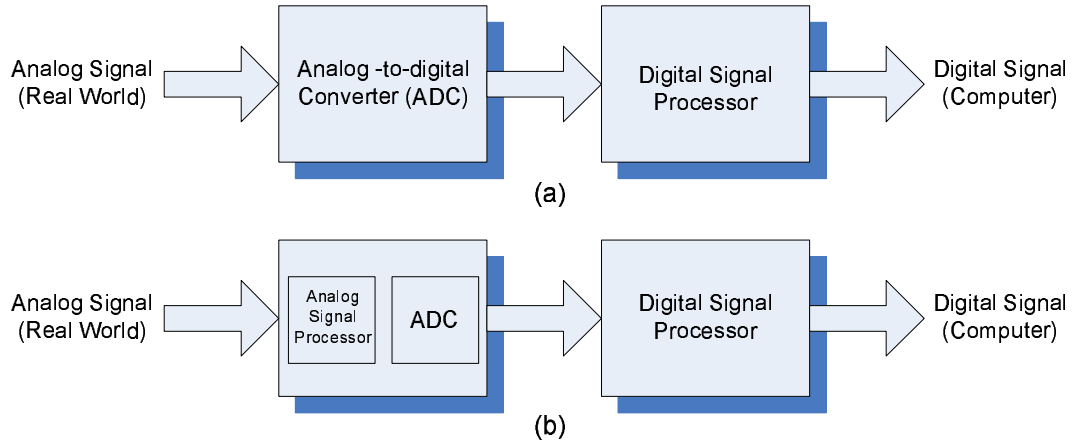 Analog Signal
(Real World)
Analog -to-digital
Converter (ADC)
Digital Signal
Processor
Digital Signal
(Computer)
(a)
Analog Signal
(Real World)
Analog
Signal
Processor
ADC
Digital Signal
Processor
Digital Signal
(Computer)
(b)